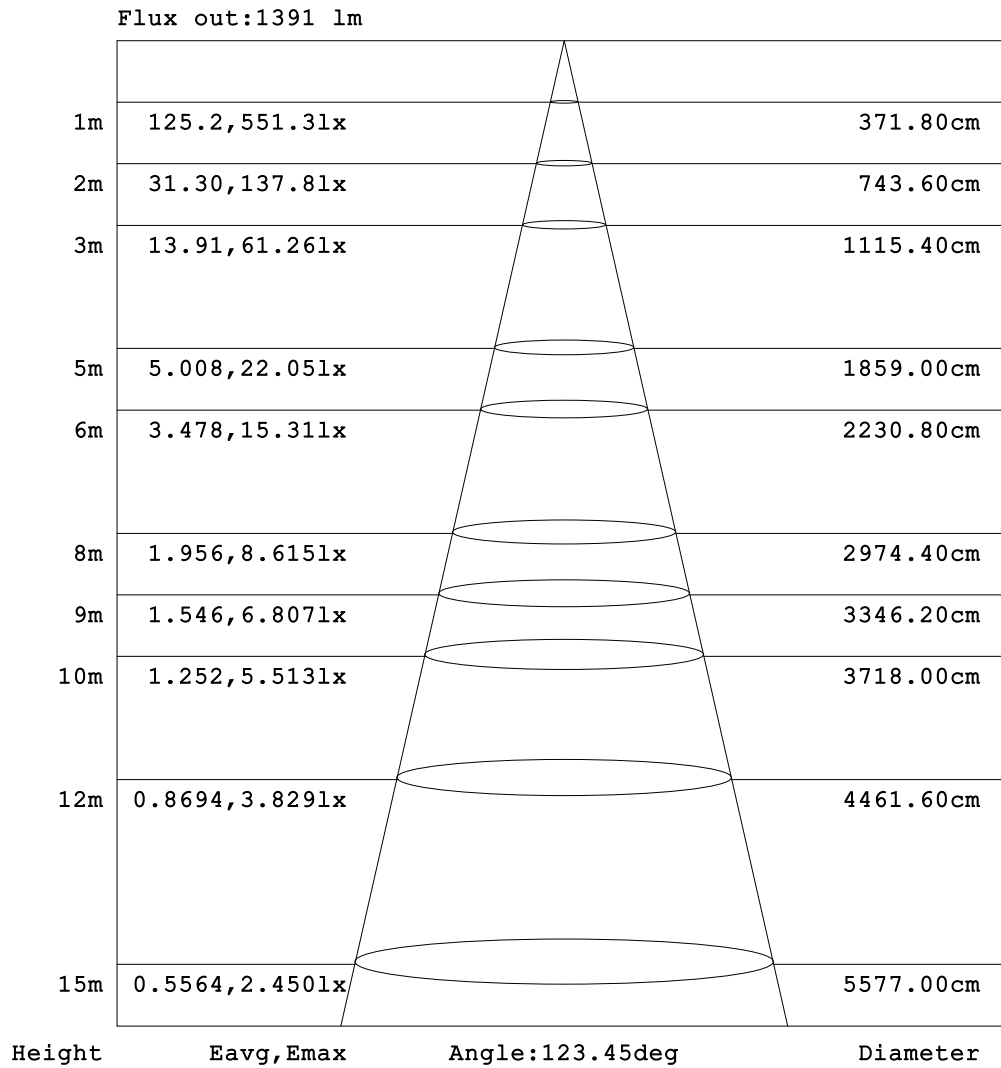 Flux out:1391 lm
1m 125.2,551.3lx 371.80cm
2m 31.30,137.8lx 743.60cm
3m 13.91,61.26lx 1115.40cm
5m 5.008,22.05lx 1859.00cm
6m 3.478,15.31lx 2230.80cm
8m 1.956,8.615lx 2974.40cm
9m 1.546,6.807lx 3346.20cm
10m 1.252,5.513lx 3718.00cm
12m 0.8694,3.829lx 4461.60cm
15m 0.5564,2.450lx 5577.00cm
Height Eavg,Emax Angle:123.45deg Diameter